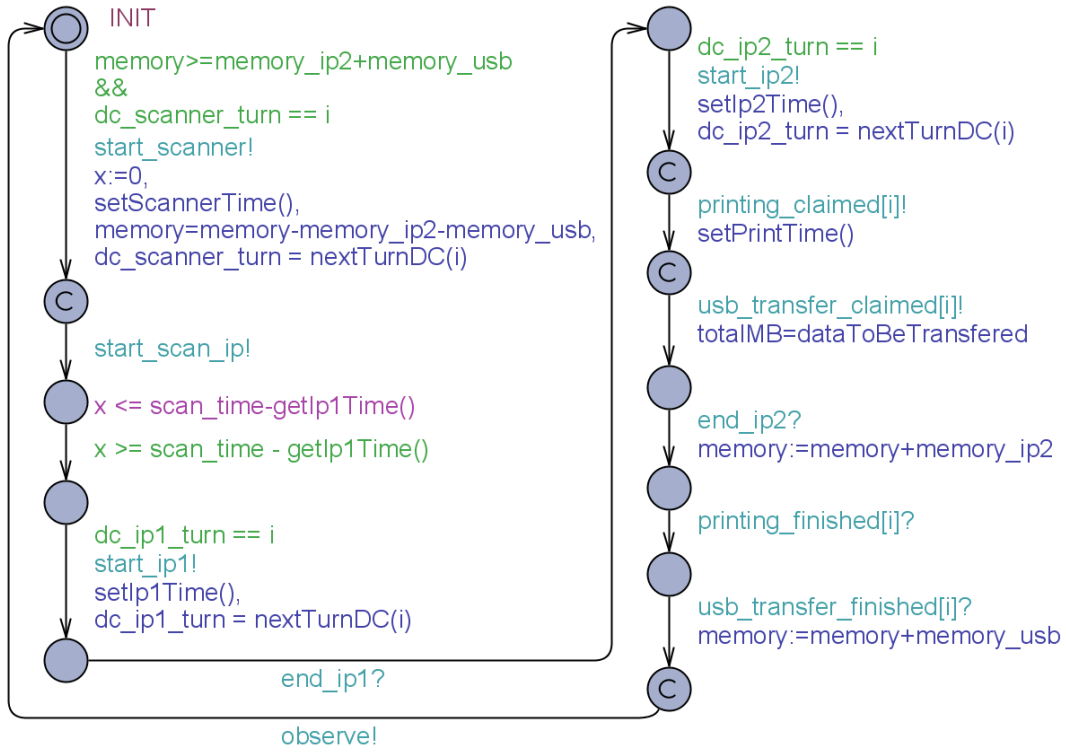 INIT
memory>=memory_ip2+memory_usb
&&
dc_scanner_turn == i
start_scanner!
x:=0,
setScannerTime(),
memory=memory-memory_ip2-memory_usb,
dc_scanner_turn = nextTurnDC(i)
C
start_scan_ip!
x <= scan_time-getIp1Time()
x >= scan_time - getIp1Time()
dc_ip1_turn == i
start_ip1!
setIp1Time(),
dc_ip1_turn = nextTurnDC(i)
end_ip1?
dc_ip2_turn == i
start_ip2!
setIp2Time(),
dc_ip2_turn = nextTurnDC(i)
C
printing_claimed[i]!
setPrintTime()
C
usb_transfer_claimed[i]!
totalMB=dataToBeTransfered
end_ip2?
memory:=memory+memory_ip2
printing_finished[i]?
usb_transfer_finished[i]?
memory:=memory+memory_usb
C
observe!